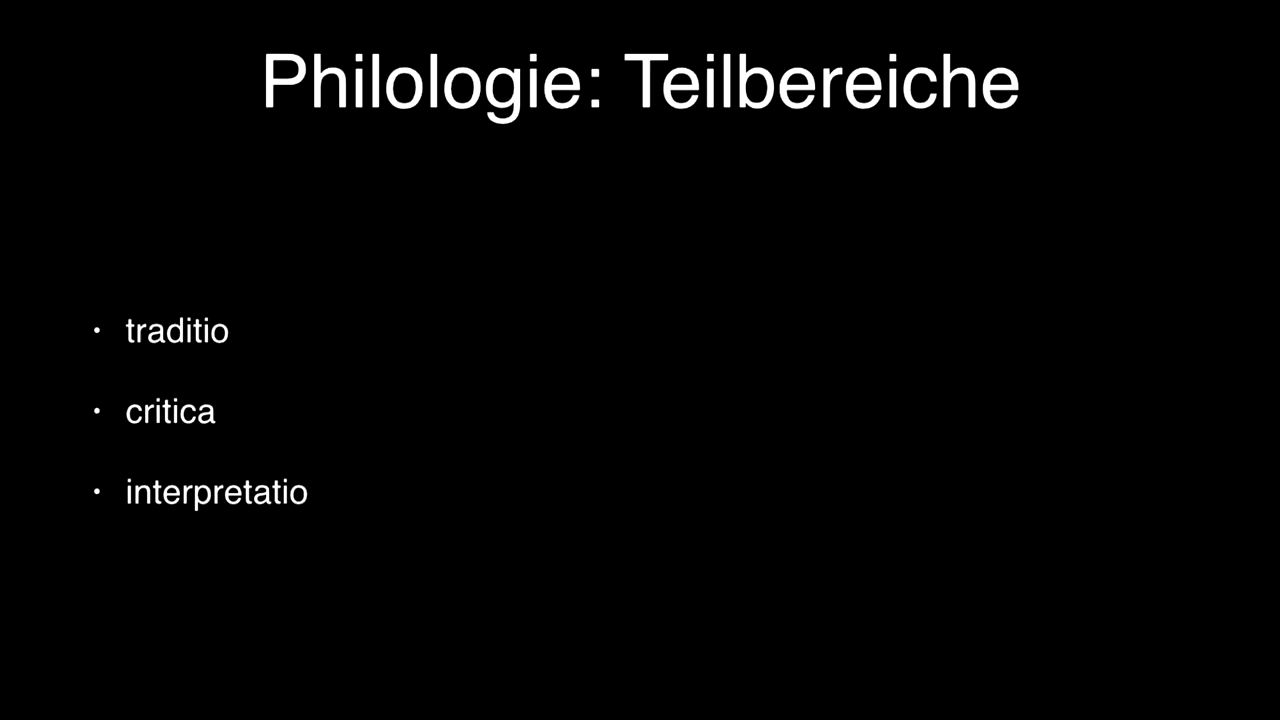 Philologie: Teilbereiche
• traditio
• critica
• interpretatio